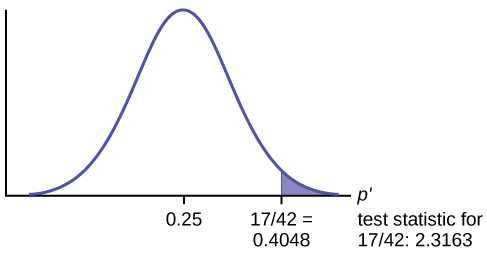 p'
0.25
17/42 =
0.4048
test statistic for
17/42: 2.3163